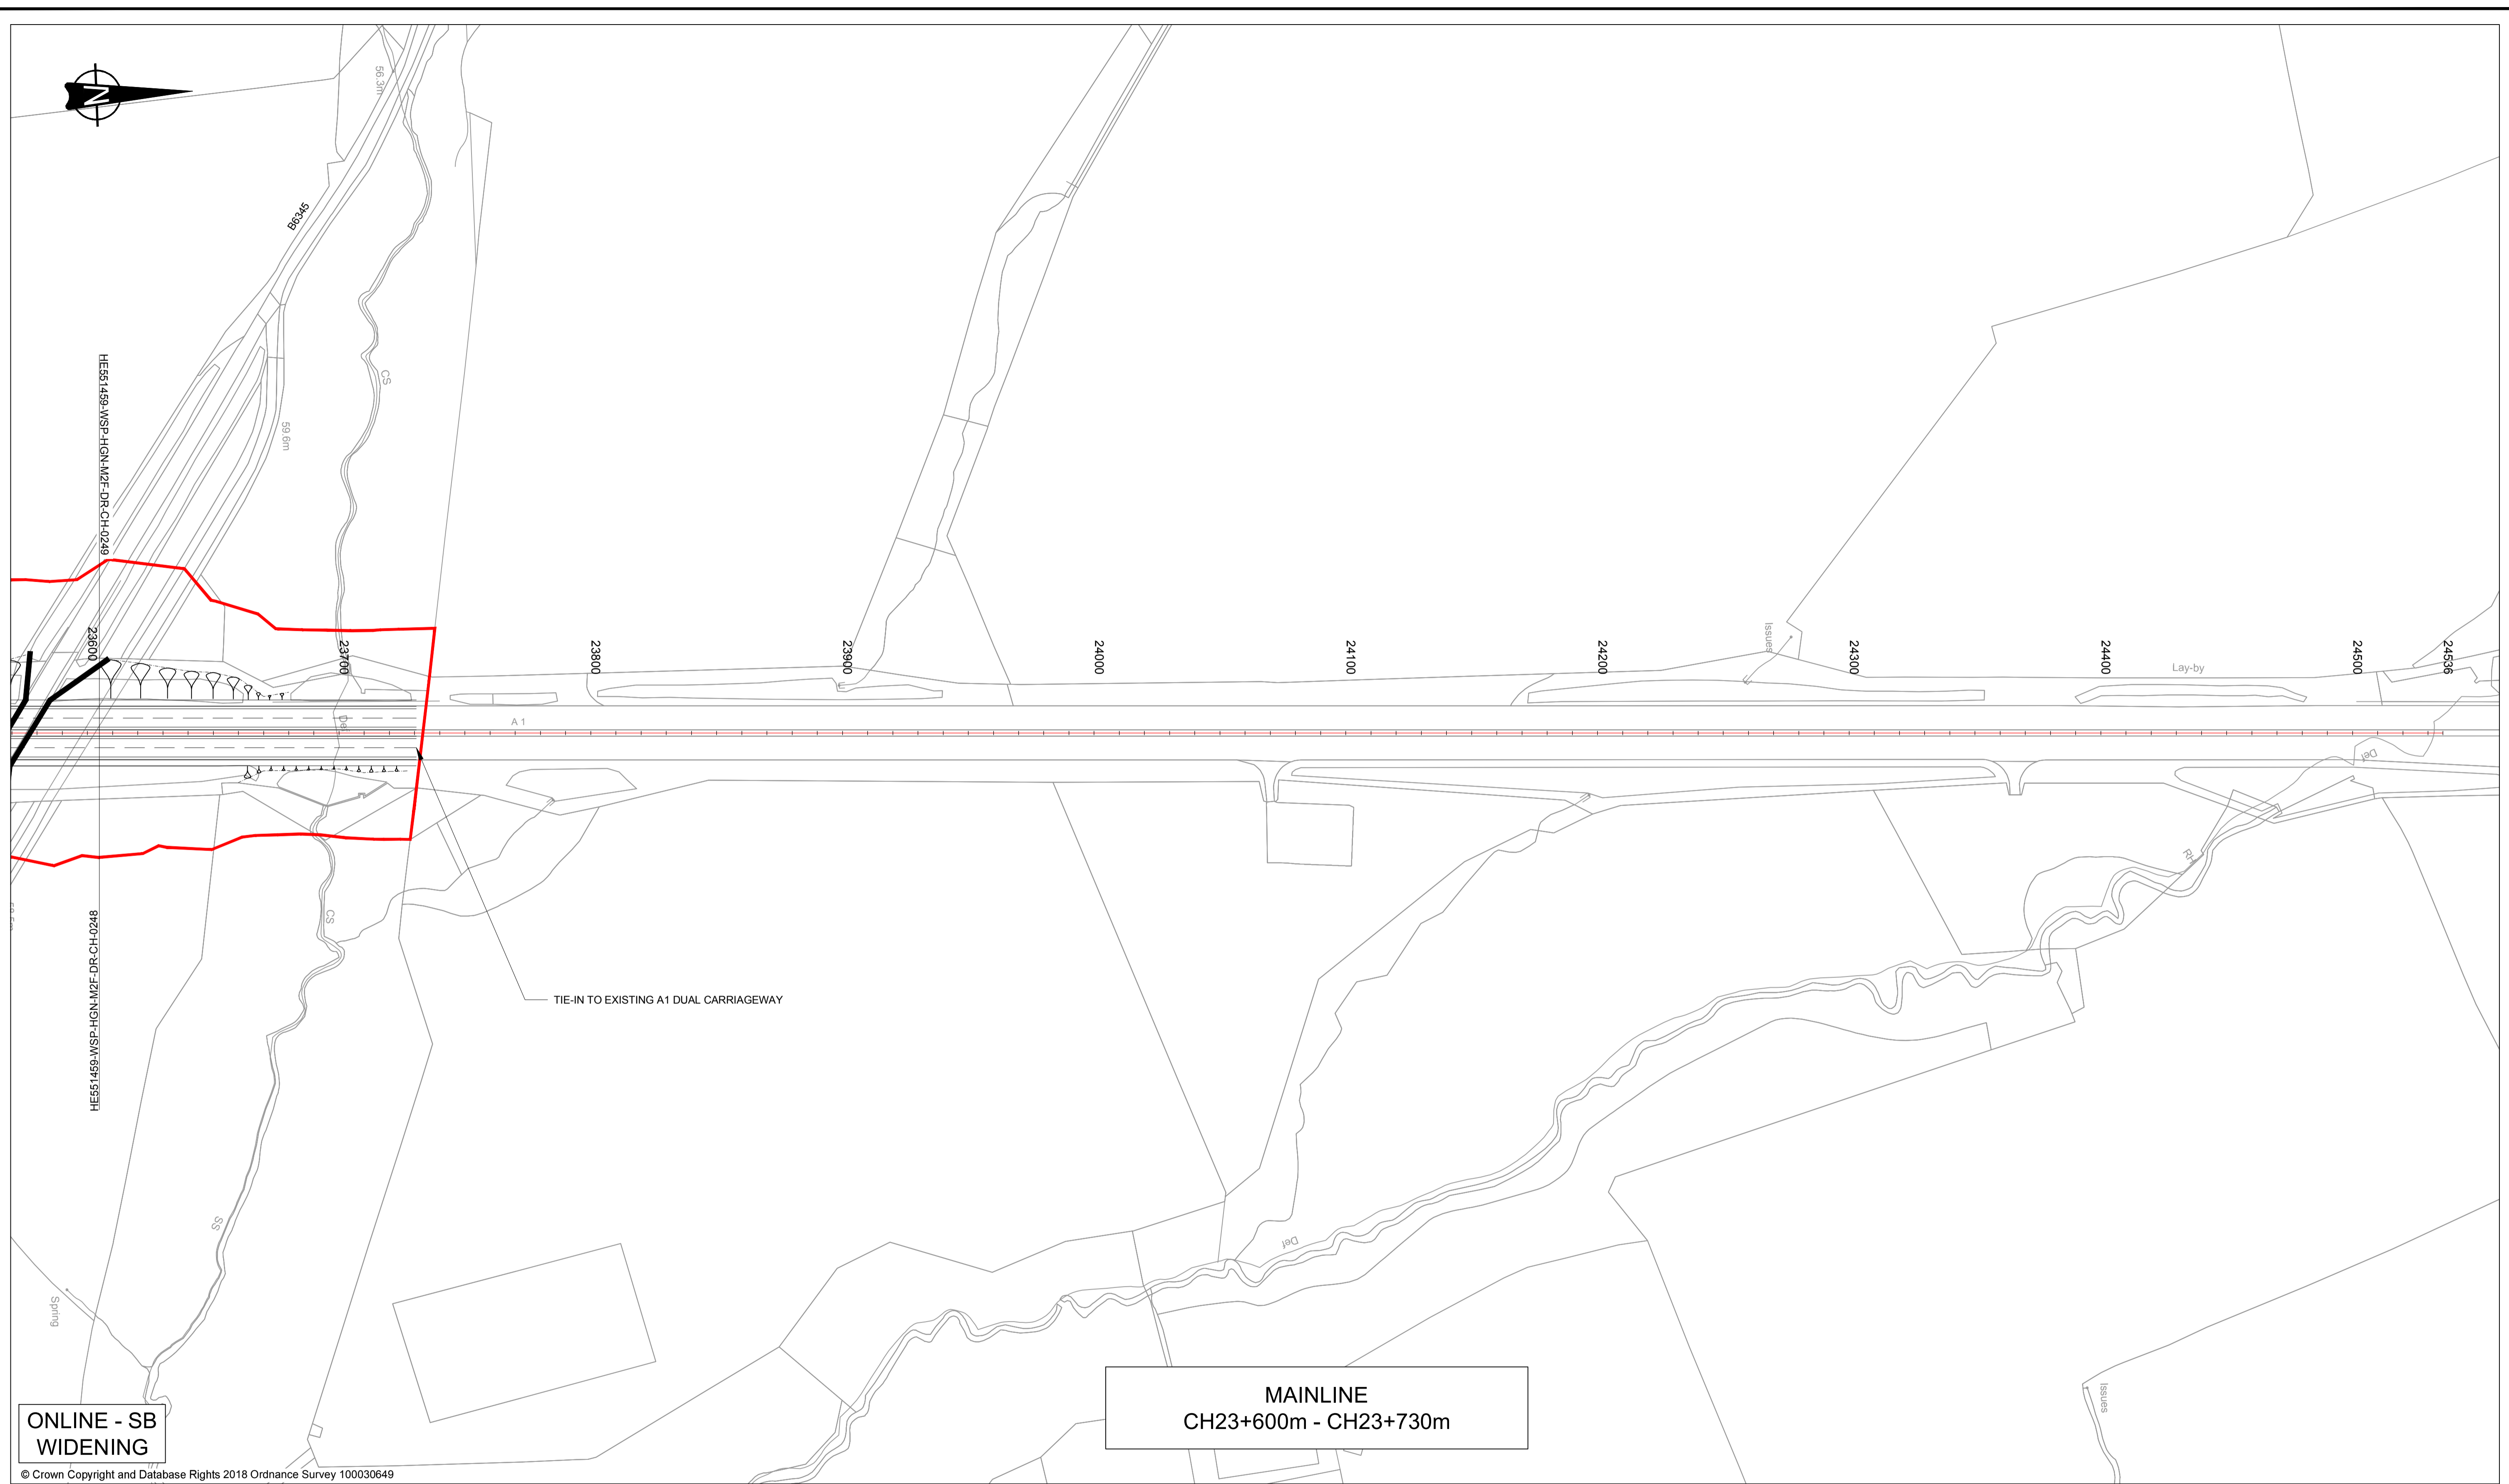 N
56.3m
B6345
CS
59.6m
HE551459-WSP-HGN-M2F-DR-CH-0249
23600
23700
23800
23900
24000
24100
24200
24300
24400
24500
24536
Issues
Lay-by
Def
A 1
Def
RH
CS
HE551459-WSP-HGN-M2F-DR-CH-0248
TIE-IN TO EXISTING A1 DUAL CARRIAGEWAY
SS
Def
Spring
Issues
MAINLINE
CH23+600m - CH23+730m
ONLINE - SB
WIDENING
© Crown Copyright and Database Rights 2018 Ordnance Survey 100030649